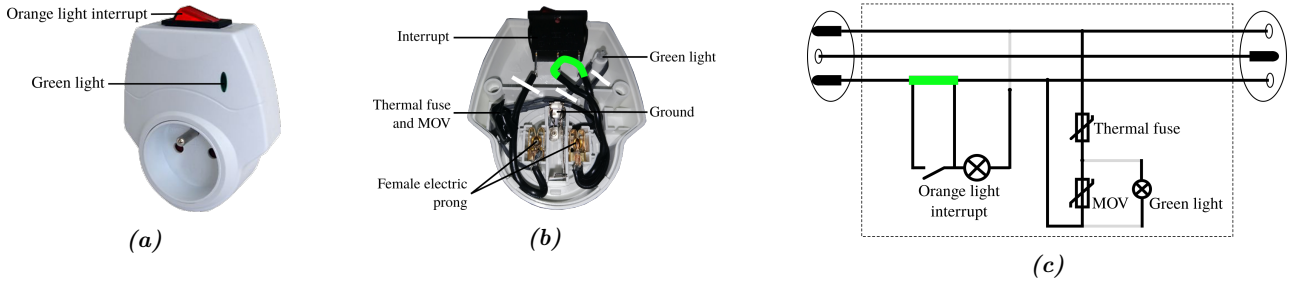 Orange light interrupt
Green light
(a)
Interrupt
Green light
Thermal fuse
and MOV
Ground
Female electric
prong
(b)
Thermal fuse
Orange light
interrupt
MOV
Green light
(c)